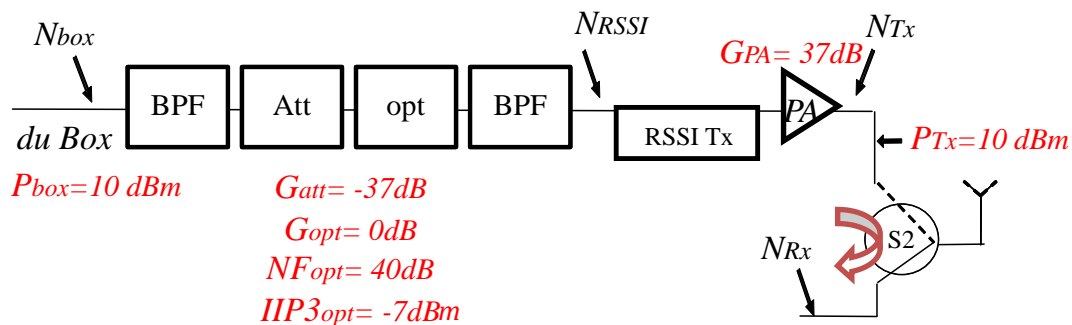 Nbox
NRSSI
GPA= 37dB
NTx
BPF
Att
opt
BPF
RSSI Tx
PA
du Box
Pbox=10 dBm
PTx=10 dBm
Gatt= -37dB
Gopt= 0dB
NFopt= 40dB
IIP3opt= -7dBm
S2
NRx